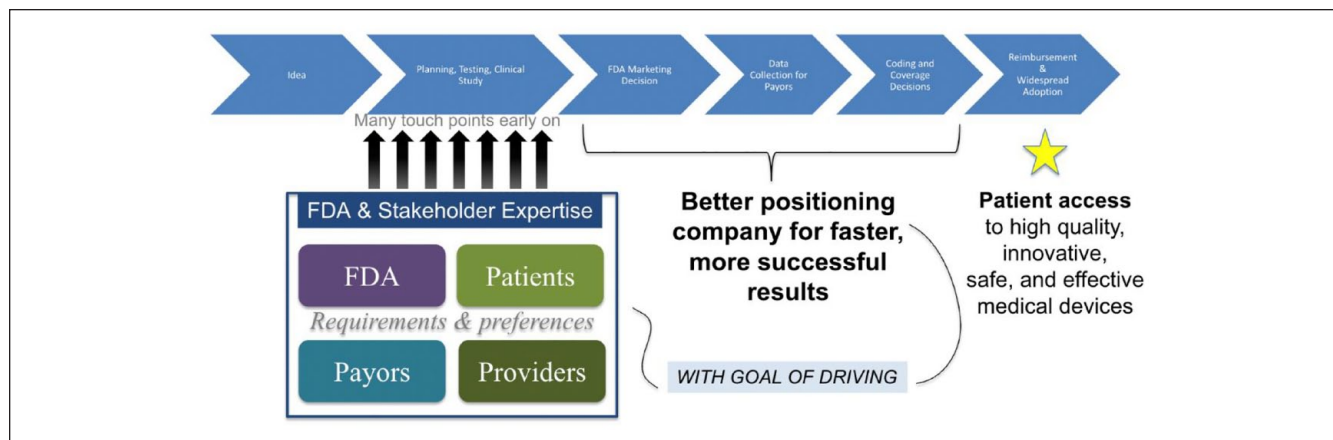 Idea
Planning, Testing, Clinical
Study
FDA Marketing
Decision
Data
Collection for
Payors
Coding and
Coverage
Decisions
Reimbursement
&
Widespread
Adoption
Many touch points early on
FDA & Stakeholder Expertise
FDA
Patients
Requirements & preferences
Payors
Providers
Better positioning
company for faster,
more successful
results
WITH GOAL OF DRIVING
Patient access
to high quality,
innovative,
safe, and effective
medical devices